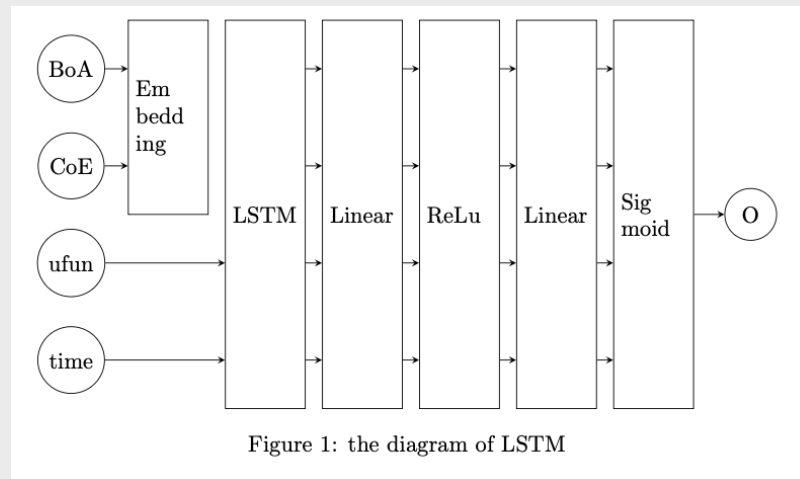 BoA
CoE
ufun
time
Em
bedd
ing
LSTM
Linear
ReLu
Linear
Sig
moid
O
Figure 1: the diagram of LSTM